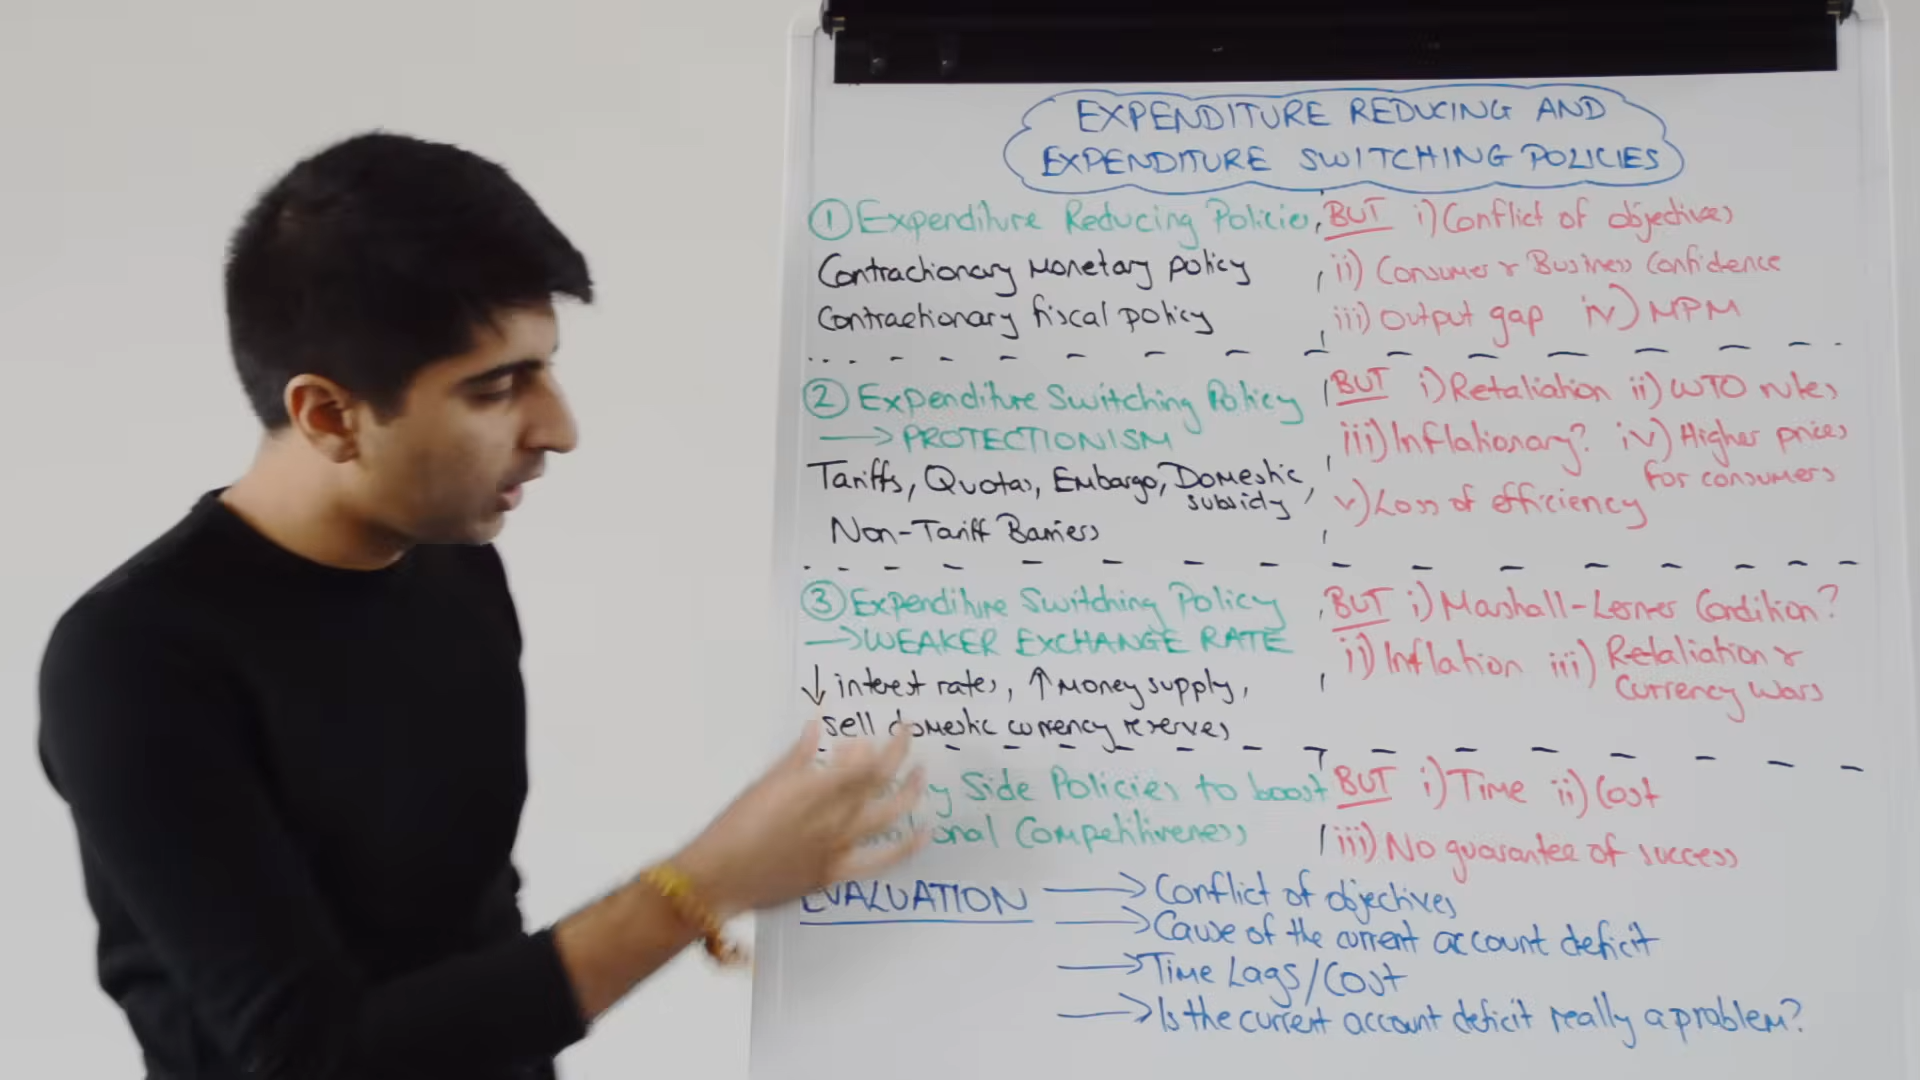 EXPENDITURE REDUCING AND
EXPENDITURE SWITCHING POLICIES
① Expenditure Reducing Policies
Contractionary Monetary policy
Contractionary fiscal policy
BUT i) Conflict of objectives
ii) Consumer & Business Confidence
iii) Output gap iv) MPM
② Expenditure Switching Policy
→ PROTECTIONISM
Tariffs, Quotas, Embargo, Domestic
subsidy
Non-Tariff Barriers
BUT i) Retaliation ii) WTO rules
iii) Inflationary? iv) Higher prices
for consumers
v) Loss of efficiency
③ Expenditure Switching Policy
→ WEAKER EXCHANGE RATE
↓ interest rates, ↑ Money supply,
sell domestic currency reserves
BUT i) Marshall-Lerner Condition?
ii) Inflation iii) Retaliation &
Currency Wars
Side Policies to boost
Competitiveness
BUT i) Time ii) Cost
iii) No guarantee of success
EVALUATION → Conflict of objectives
→ Cause of the current account deficit
→ Time Lags/Cost
→ Is the current account deficit really a problem?